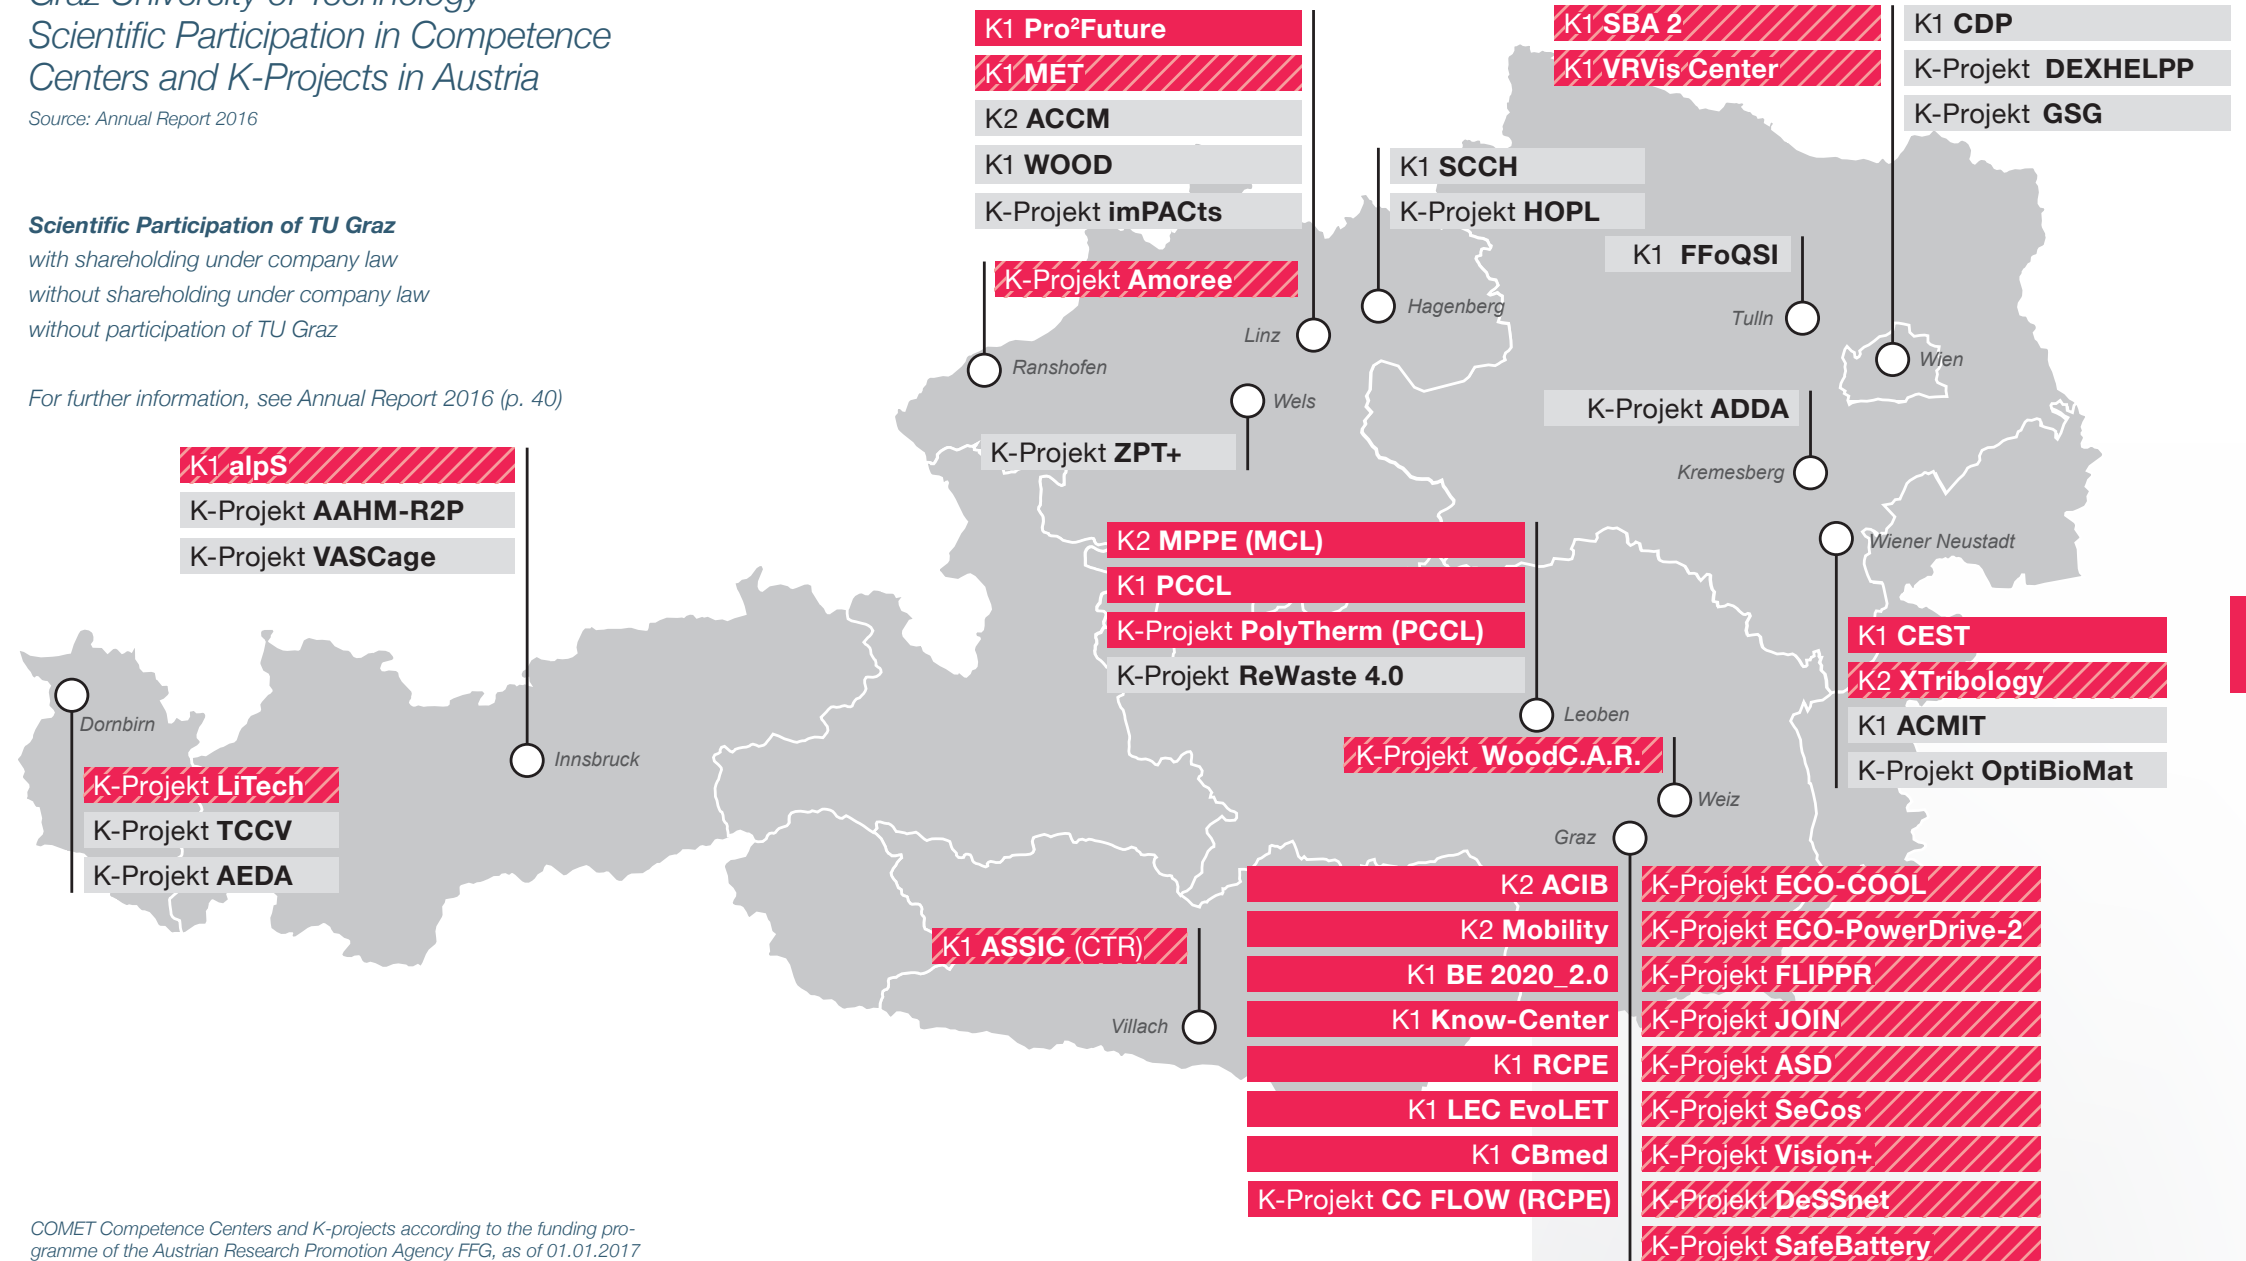 Graz University of Technology
Scientific Participation in Competence
Centers and K-Projects in Austria
Source: Annual Report 2016
Scientific Participation of TU Graz
with shareholding under company law
without shareholding under company law
without participation of TU Graz
For further information, see Annual Report 2016 (p. 40)
K1 Pro²Future
K1 MET
K2 ACCM
K1 WOOD
K-Projekt imPACts
Linz
K1 SBA 2
K1 VRVis Center
K1 CDP
K-Projekt DEXHELPP
K-Projekt GSG
Wien
K1 SCCH
K-Projekt HOPL
Hagenberg
K1 FFoQSI
Tulln
K-Projekt Amoree
Ranshofen
Wels
K-Projekt ZPT+
K-Projekt ADDA
Kremesberg
K1 alpS
K-Projekt AAHM-R2P
K-Projekt VASCage
Innsbruck
K2 MPPE (MCL)
K1 PCCL
K-Projekt PolyTherm (PCCL)
K-Projekt ReWaste 4.0
Leoben
Wiener Neustadt
K1 CEST
K2 XTribology
K1 ACMIT
K-Projekt OptiBioMat
Dornbirn
K-Projekt LiTech
K-Projekt TCCV
K-Projekt AEDA
K-Projekt WoodC.A.R.
Weiz
K1 ASSIC (CTR)
Villach
Graz
K2 ACIB
K2 Mobility
K1 BE 2020_2.0
K1 Know-Center
K1 RCPE
K1 LEC EvoLET
K1 CBmed
K-Projekt CC FLOW (RCPE)
K-Projekt ECO-COOL
K-Projekt ECO-PowerDrive-2
K-Projekt FLIPPR
K-Projekt JOIN
K-Projekt ASD
K-Projekt SeCos
K-Projekt Vision+
K-Projekt DeSSnet
K-Projekt SafeBattery
COMET Competence Centers and K-projects according to the funding pro-
gramme of the Austrian Research Promotion Agency FFG, as of 01.01.2017